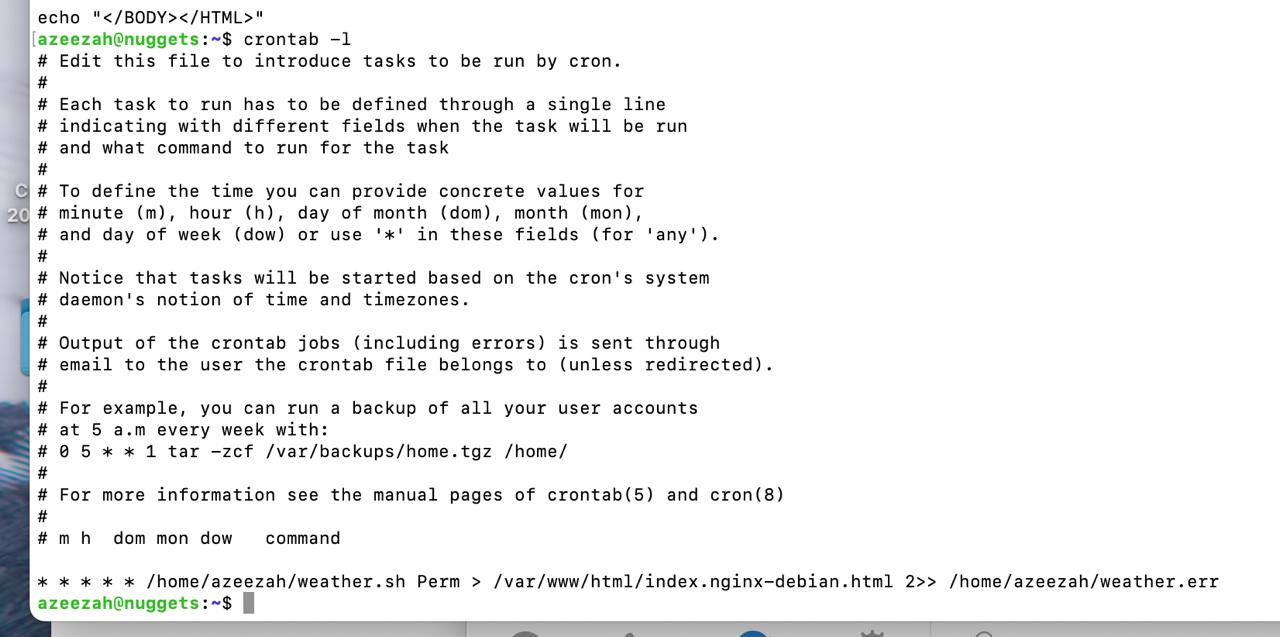 echo "</BODY></HTML>"
[azeezah@nuggets:~$ crontab -l
# Edit this file to introduce tasks to be run by cron.
#
# Each task to run has to be defined through a single line
# indicating with different fields when the task will be run
# and what command to run for the task
#
# To define the time you can provide concrete values for
# minute (m), hour (h), day of month (dom), month (mon),
# and day of week (dow) or use '*' in these fields (for 'any').
#
# Notice that tasks will be started based on the cron's system
# daemon's notion of time and timezones.
#
# Output of the crontab jobs (including errors) is sent through
# email to the user the crontab file belongs to (unless redirected).
#
# For example, you can run a backup of all your user accounts
# at 5 a.m every week with:
# 0 5 * * 1 tar -zcf /var/backups/home.tgz /home/
#
# For more information see the manual pages of crontab(5) and cron(8)
#
# m h  dom mon dow   command

* * * * * /home/azeezah/weather.sh Perm > /var/www/html/index.nginx-debian.html 2>> /home/azeezah/weather.err
azeezah@nuggets:~$
C
20